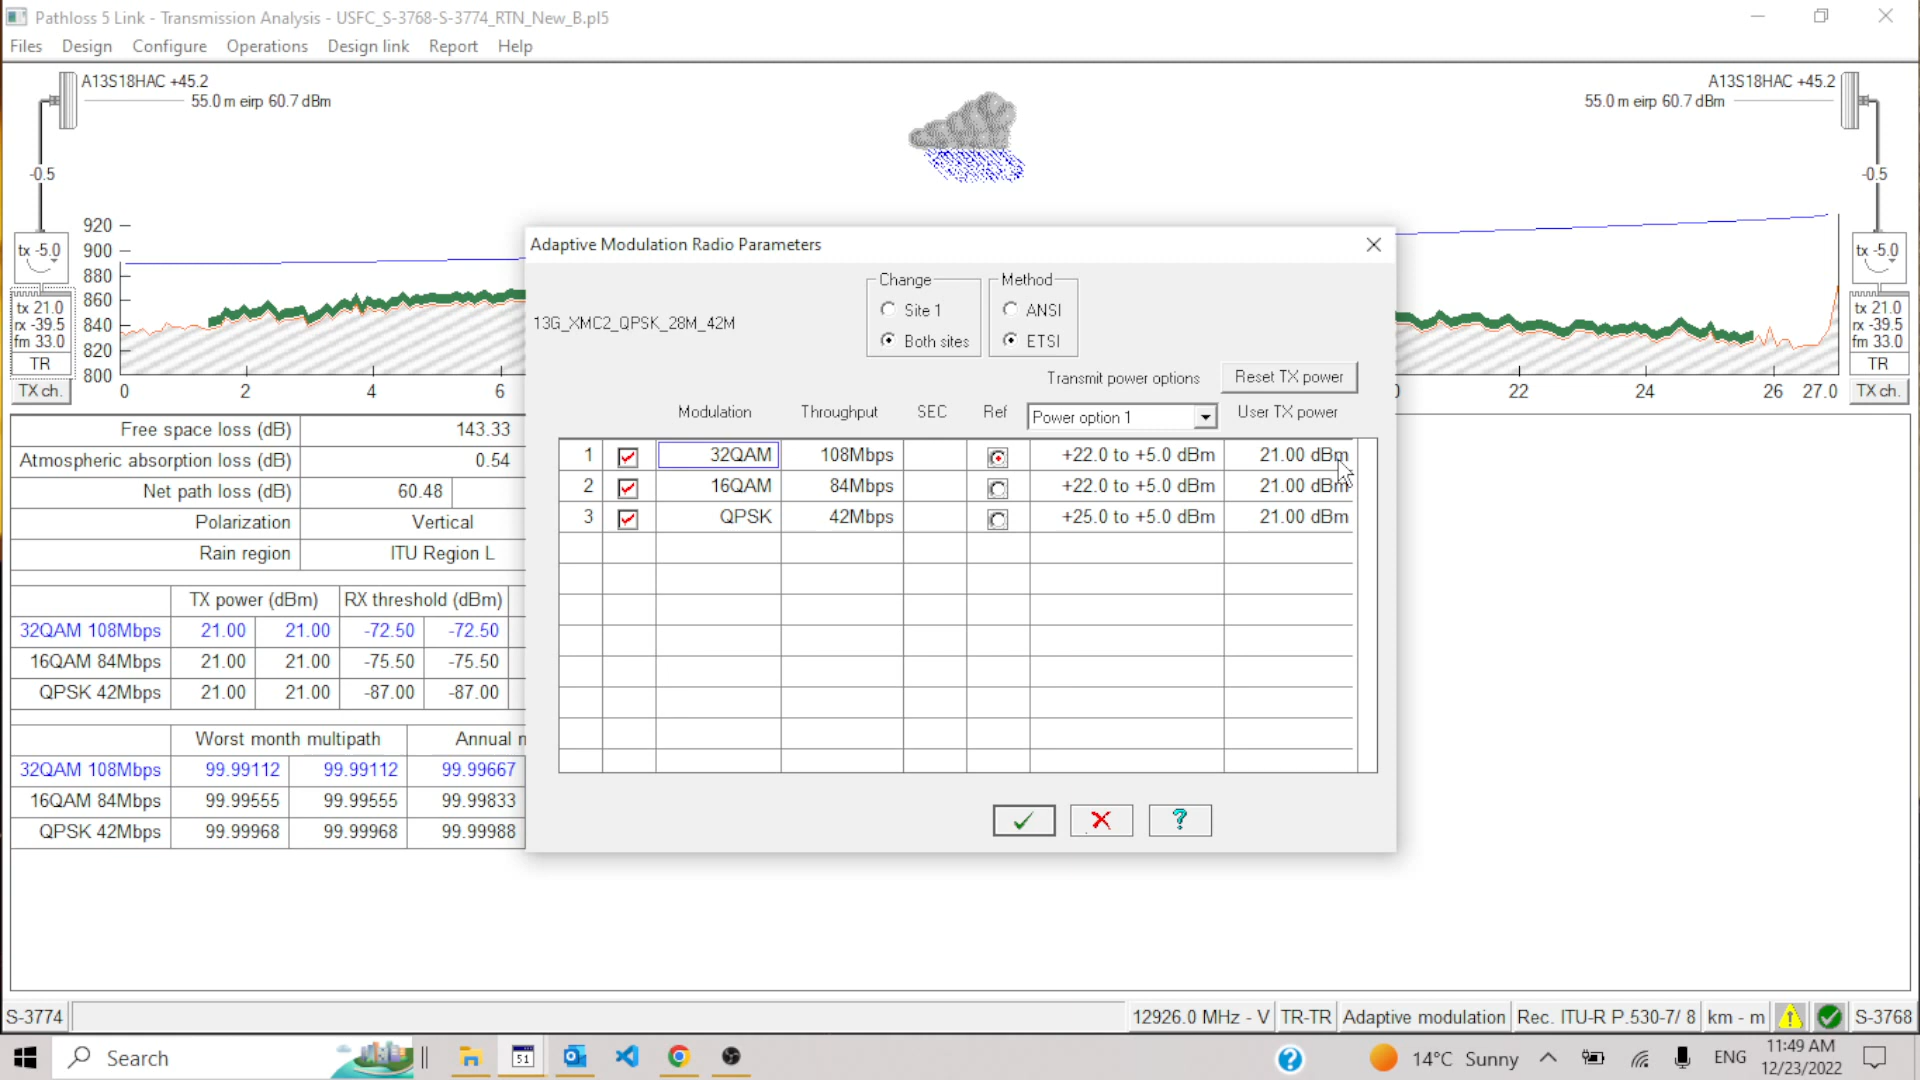 Pathloss 5 Link - Transmission Analysis - USFC_S-3768-S-3774_RTN_New_B.pl5
Files Design Configure Operations Design link Report Help
A13S18HAC +45.2
55.0 m eirp 60.7 dBm
A13S18HAC +45.2
55.0 m eirp 60.7 dBm
-0.5
-0.5
920
900
880
860
840
820
800
tx -5.0
tx 21.0
rx -39.5
fm 33.0
TR
TX ch.
0 2 4 6
22 24 26 27.0
tx -5.0
tx 21.0
rx -39.5
fm 33.0
TR
TX ch.
Free space loss (dB) 143.33
Atmospheric absorption loss (dB) 0.54
Net path loss (dB) 60.48
Polarization Vertical
Rain region ITU Region L
TX power (dBm) RX threshold (dBm)
32QAM 108Mbps 21.00 21.00 -72.50 -72.50
16QAM 84Mbps 21.00 21.00 -75.50 -75.50
QPSK 42Mbps 21.00 21.00 -87.00 -87.00
Worst month multipath Annual
32QAM 108Mbps 99.99112 99.99112 99.99667
16QAM 84Mbps 99.99555 99.99555 99.99833
QPSK 42Mbps 99.99968 99.99968 99.99988
Adaptive Modulation Radio Parameters
13G_XMC2_QPSK_28M_42M
Change
Site 1
Both sites
Method
ANSI
ETSI
Transmit power options Reset TX power
Modulation Throughput SEC Ref Power option 1 User TX power
1 32QAM 108Mbps +22.0 to +5.0 dBm 21.00 dBm
2 16QAM 84Mbps +22.0 to +5.0 dBm 21.00 dBm
3 QPSK 42Mbps +25.0 to +5.0 dBm 21.00 dBm
?
S-3774 12926.0 MHz - V TR-TR Adaptive modulation Rec. ITU-R P.530-7/ 8 km - m S-3768
Search 51 ? 14°C Sunny ENG 11:49 AM
12/23/2022